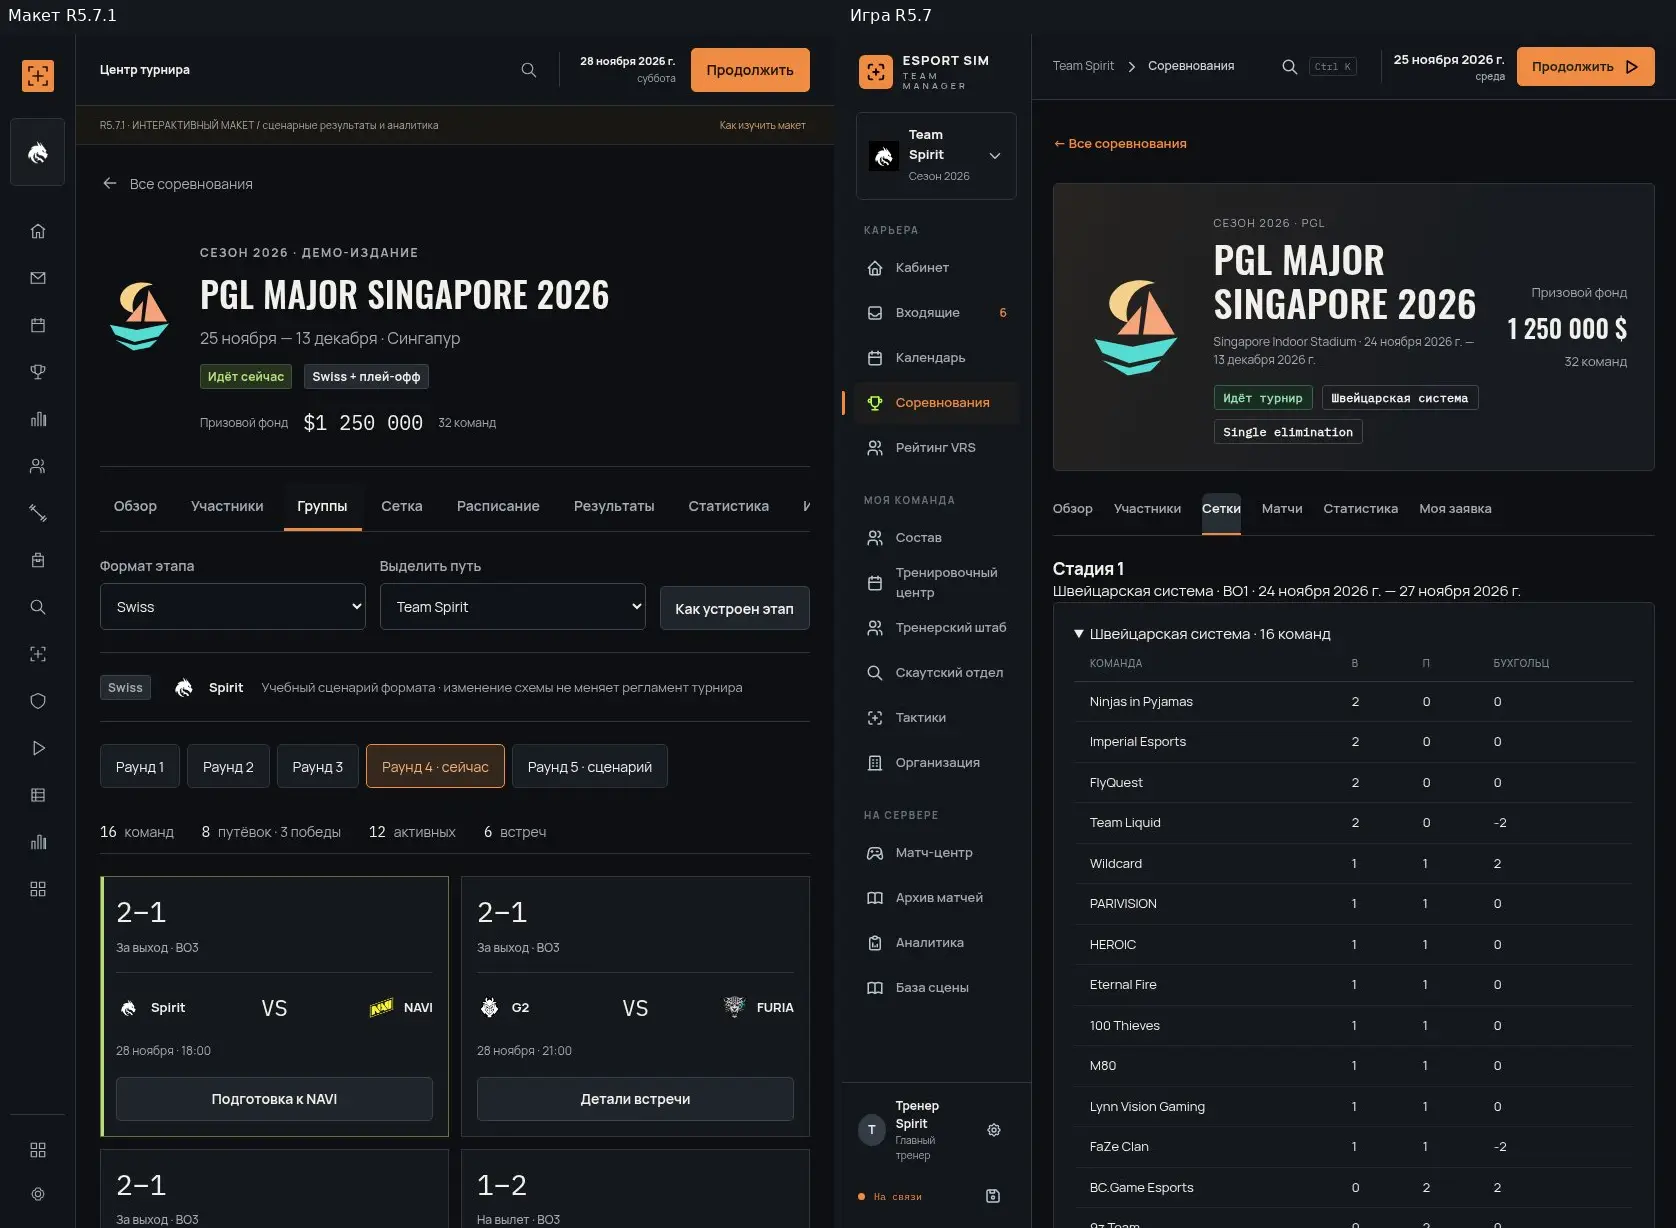 Макет R5.7.1
Центр турнира
28 ноября 2026 г.
суббота
Продолжить
R5.7.1 · ИНТЕРАКТИВНЫЙ МАКЕТ / сценарные результаты и аналитика
Как изучить макет
← Все соревнования
СЕЗОН 2026 · ДЕМО-ИЗДАНИЕ
PGL MAJOR SINGAPORE 2026
25 ноября — 13 декабря · Сингапур
Идёт сейчас
Swiss + плей-офф
Призовой фонд $1 250 000 32 команд
Обзор Участники Группы Сетка Расписание Результаты Статистика
Формат этапа
Выделить путь
Swiss
Team Spirit
Как устроен этап
Swiss
Spirit
Учебный сценарий формата · изменение схемы не меняет регламент турнира
Раунд 1
Раунд 2
Раунд 3
Раунд 4 · сейчас
Раунд 5 · сценарий
16 команд 8 путёвок · 3 победы 12 активных 6 встреч
2–1
За выход · BO3
Spirit VS NAVI
28 ноября · 18:00
Подготовка к NAVI
2–1
За выход · BO3
G2 VS FURIA
28 ноября · 21:00
Детали встречи
2–1
За выход · BO3
1–2
На вылет · BO3
Игра R5.7
ESPORT SIM
TEAM
MANAGER
Team
Spirit
Сезон 2026
КАРЬЕРА
Кабинет
Входящие 6
Календарь
Соревнования
Рейтинг VRS
МОЯ КОМАНДА
Состав
Тренировочный
центр
Тренерский штаб
Скаутский отдел
Тактики
Организация
НА СЕРВЕРЕ
Матч-центр
Архив матчей
Аналитика
База сцены
T
Тренер
Spirit
Главный
тренер
На связи
Team Spirit > Соревнования
Ctrl K
25 ноября 2026 г.
среда
Продолжить
← Все соревнования
СЕЗОН 2026 · PGL
PGL MAJOR
SINGAPORE 2026
Singapore Indoor Stadium · 24 ноября 2026 г. —
13 декабря 2026 г.
Идёт турнир
Швейцарская система
Single elimination
Призовой фонд
1 250 000 $
32 команд
Обзор Участники Сетки Матчи Статистика Моя заявка
Стадия 1
Швейцарская система · BO1 · 24 ноября 2026 г. — 27 ноября 2026 г.
▼ Швейцарская система · 16 команд
КОМАНДА В П БУХГОЛЬЦ
Ninjas in Pyjamas 2 0 0
Imperial Esports 2 0 0
FlyQuest 2 0 0
Team Liquid 2 0 -2
Wildcard 1 1 2
PARIVISION 1 1 0
HEROIC 1 1 0
Eternal Fire 1 1 0
100 Thieves 1 1 0
M80 1 1 0
Lynn Vision Gaming 1 1 0
FaZe Clan 1 1 -2
BC.Game Esports 0 2 2
9z Team 0 2 0